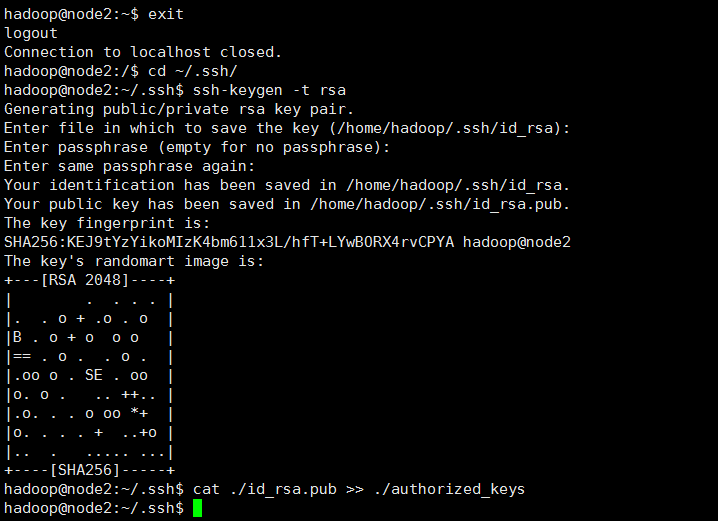 hadoop@node2:~$ exit
logout
Connection to localhost closed.
hadoop@node2:/$ cd ~/.ssh/
hadoop@node2:~/.ssh$ ssh-keygen -t rsa
Generating public/private rsa key pair.
Enter file in which to save the key (/home/hadoop/.ssh/id_rsa):
Enter passphrase (empty for no passphrase):
Enter same passphrase again:
Your identification has been saved in /home/hadoop/.ssh/id_rsa.
Your public key has been saved in /home/hadoop/.ssh/id_rsa.pub.
The key fingerprint is:
SHA256:KEJ9tYzYikoMIzK4bm611x3L/hfT+LYwBORX4rvCPYA hadoop@node2
The key's randomart image is:
+---[RSA 2048]----+
|        .  . . . |
|.  . o + .o . o  |
|B . o + o  o o   |
|== . o .  . o .  |
|.oo o . SE . oo  |
|o. o .   .. ++.. |
|.o. . . o oo *+  |
|o. . . . +  ..+o |
|..  .   ..... ...|
+----[SHA256]-----+
hadoop@node2:~/.ssh$ cat ./id_rsa.pub >> ./authorized_keys
hadoop@node2:~/.ssh$